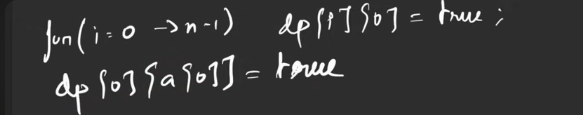 for(i=0 → n-1) dp[i][0] = true;
dp[0][a[0]] = true